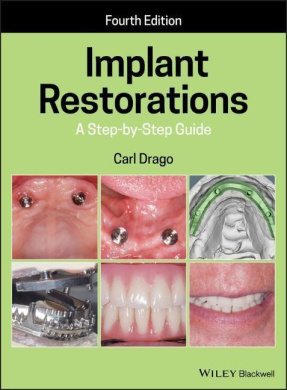 Fourth Edition
Implant
Restorations
A Step-by-Step Guide
Carl Drago
WILEY Blackwell